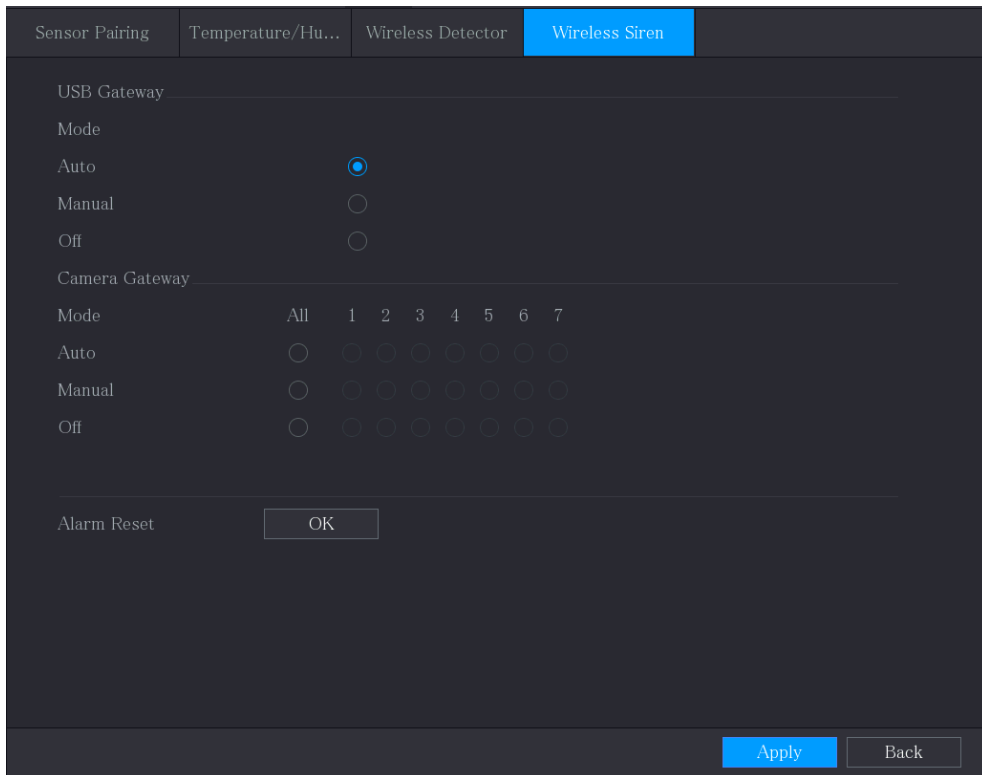 Sensor Pairing Temperature/Hu... Wireless Detector Wireless Siren
USB Gateway
Mode
Auto
Manual
Off
Camera Gateway
Mode All 1 2 3 4 5 6 7
Auto
Manual
Off
Alarm Reset OK
Apply Back